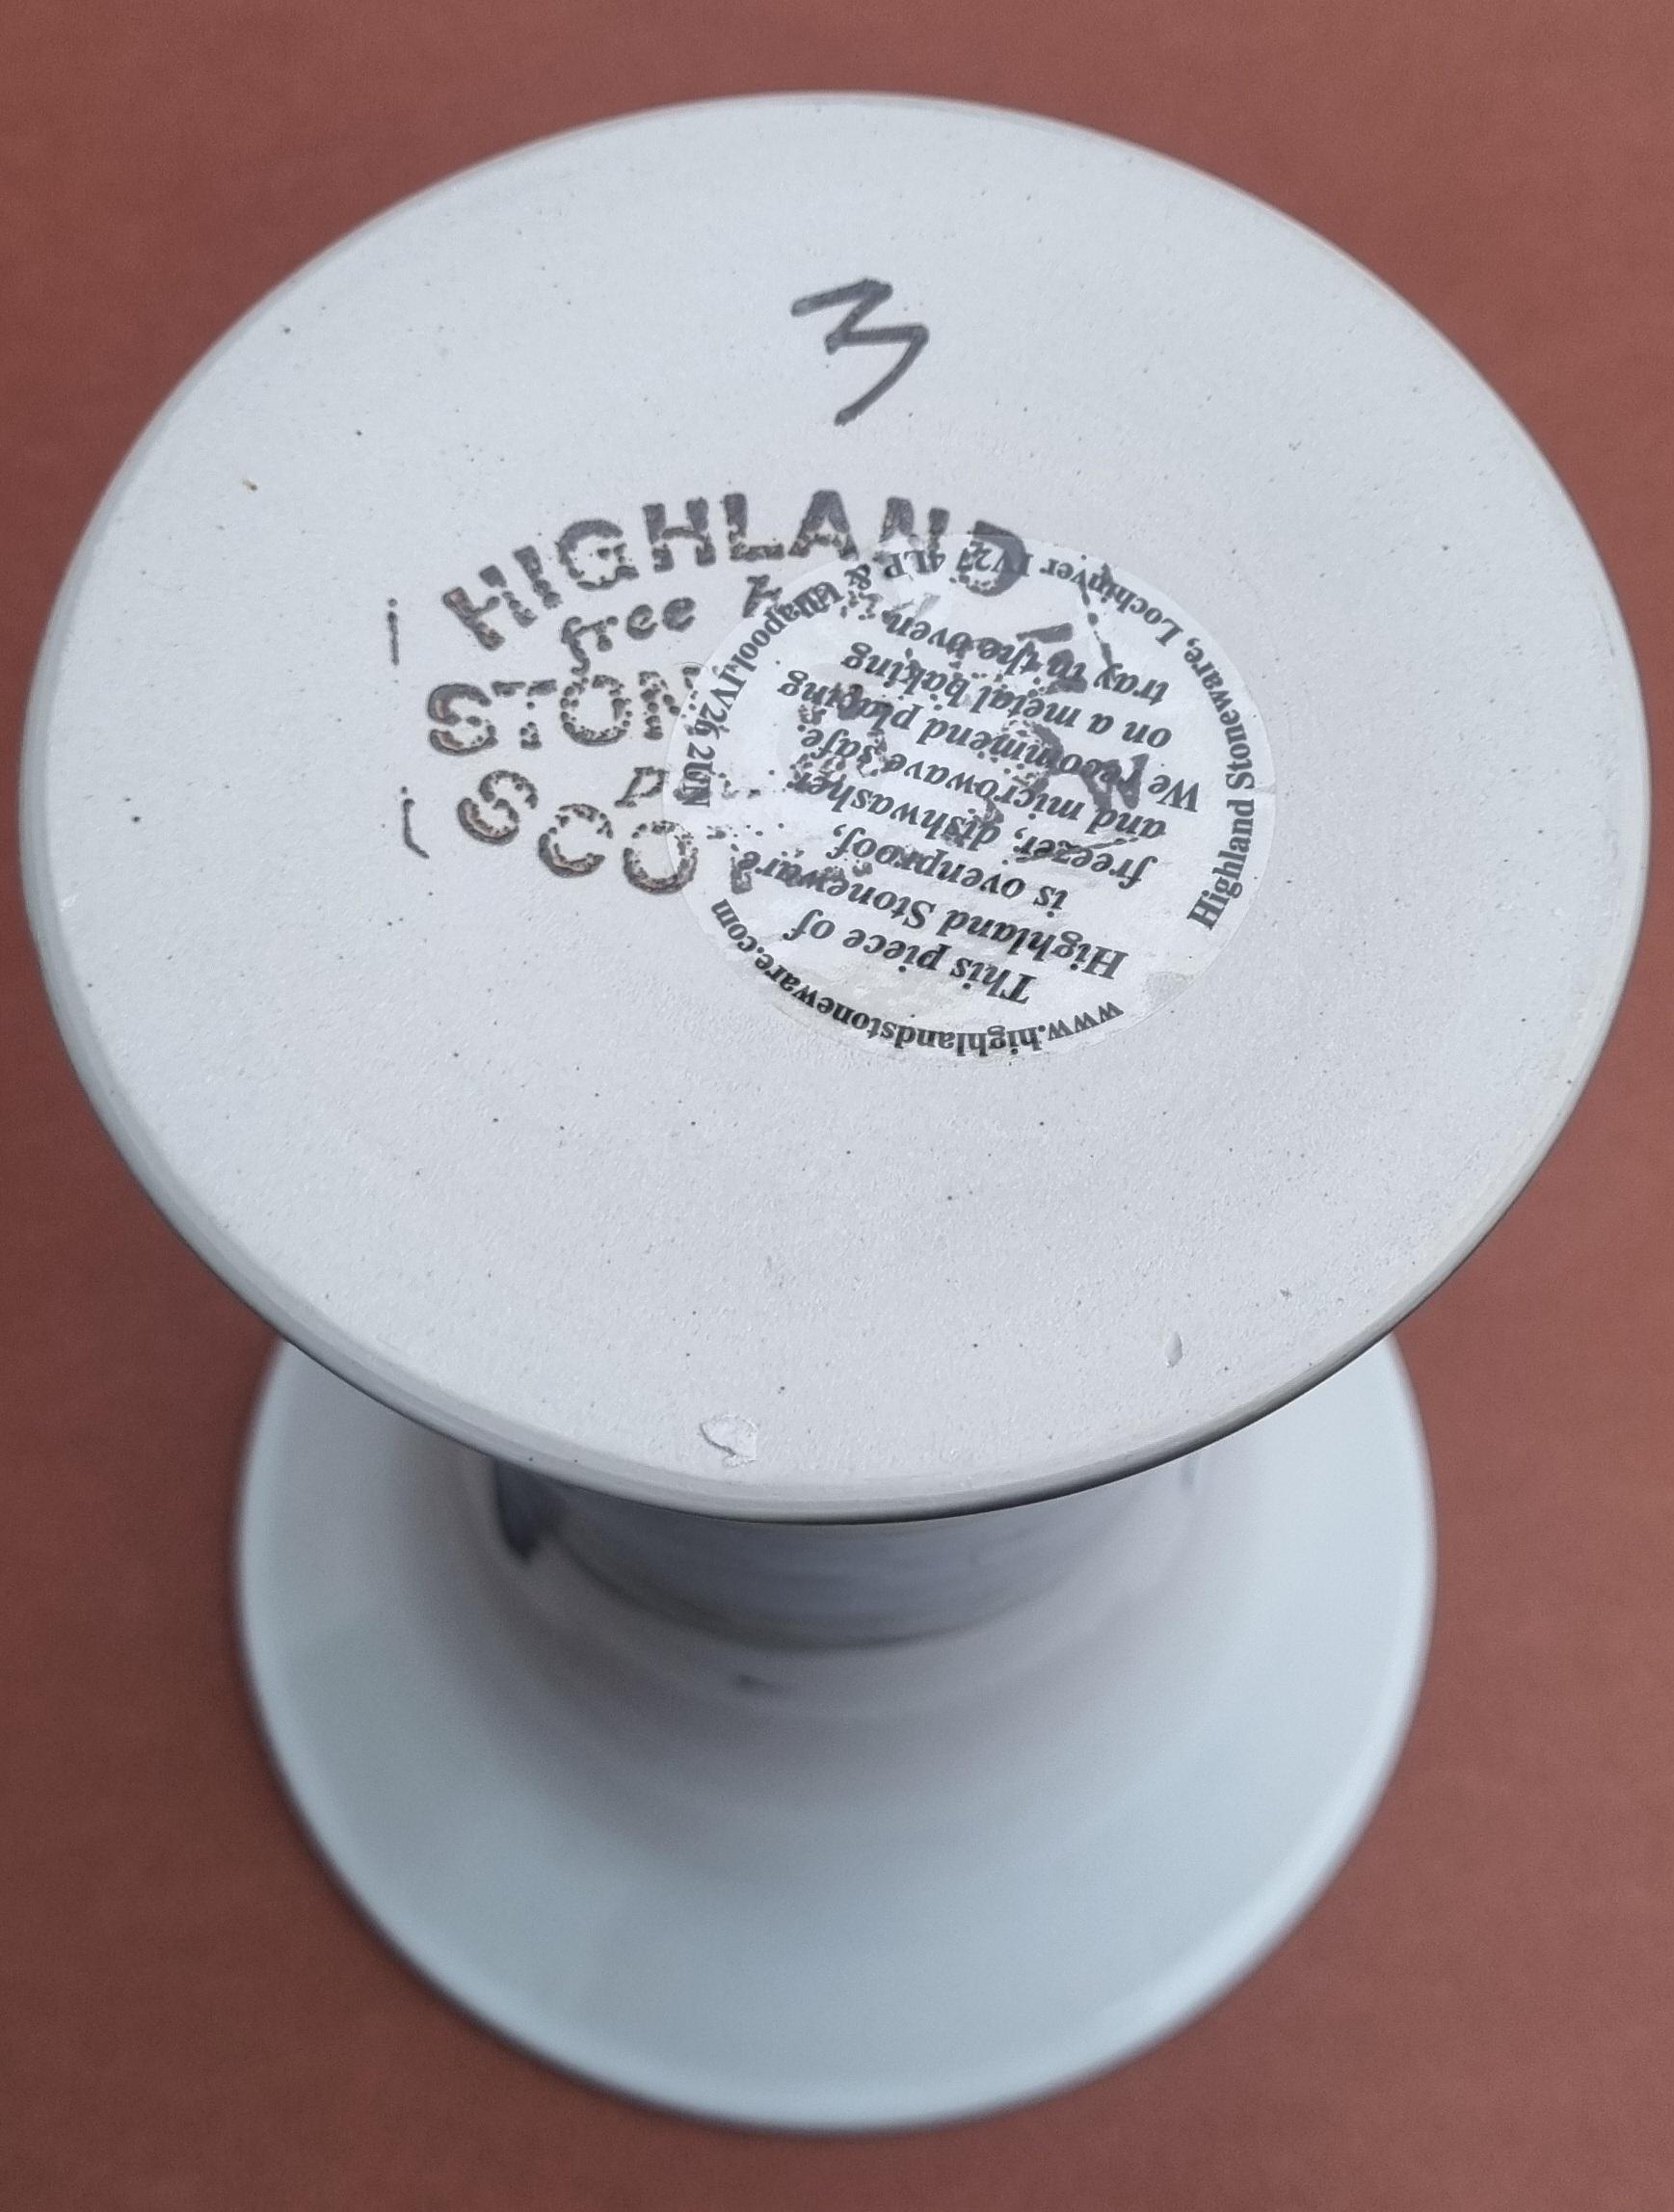 3
HIGHLAND
free
STON
SCO
www.highlandstoneware.com
This piece of
Highland Stoneware
is ovenproof,
freezer, dishwasher
and microwave safe
We recommend placing
on a metal baking
tray in the oven
Highland Stoneware, Lochinver IV27 4LP & Ullapool IV26 2UN